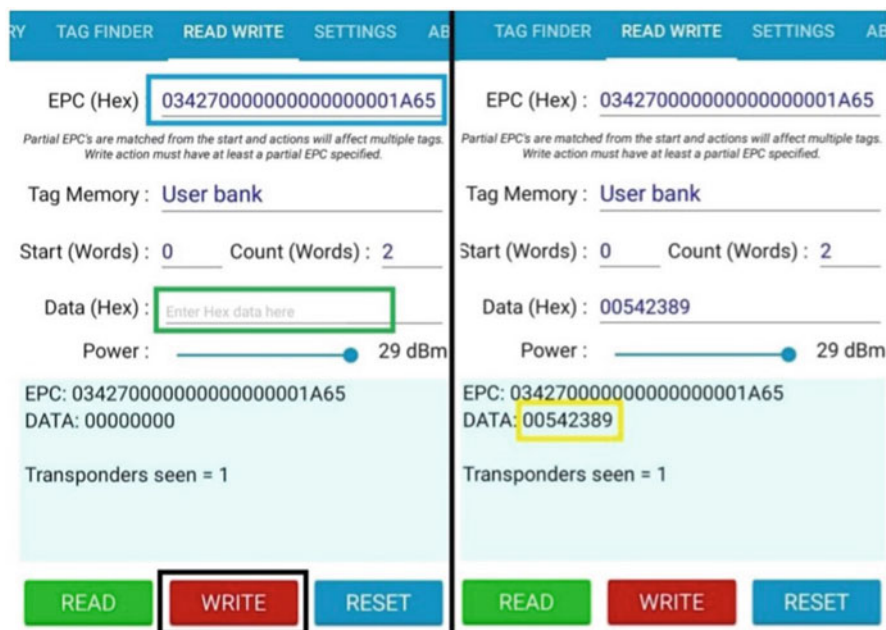 RY TAG FINDER READ WRITE SETTINGS AB
EPC (Hex) : 034270000000000000001A65
Partial EPC's are matched from the start and actions will affect multiple tags.
Write action must have at least a partial EPC specified.
Tag Memory : User bank
Start (Words) : 0 Count (Words) : 2
Data (Hex) : Enter Hex data here
Power : 29 dBm
EPC: 034270000000000000001A65
DATA: 00000000
Transponders seen = 1
READ WRITE RESET
TAG FINDER READ WRITE SETTINGS AB
EPC (Hex) : 034270000000000000001A65
Partial EPC's are matched from the start and actions will affect multiple tags.
Write action must have at least a partial EPC specified.
Tag Memory : User bank
Start (Words) : 0 Count (Words) : 2
Data (Hex) : 00542389
Power : 29 dBm
EPC: 034270000000000000001A65
DATA: 00542389
Transponders seen = 1
READ WRITE RESET